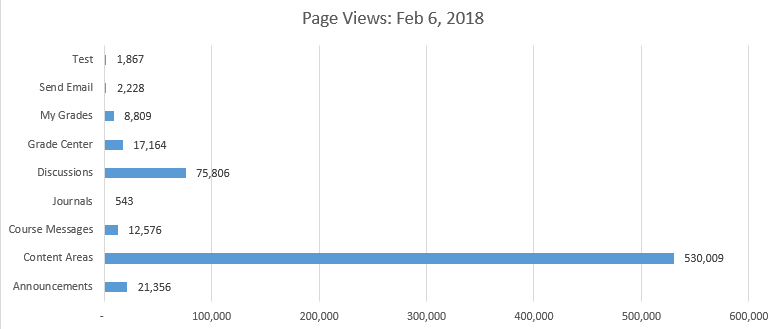 Page Views: Feb 6, 2018
Test 1,867
Send Email 2,228
My Grades 8,809
Grade Center 17,164
Discussions 75,806
Journals 543
Course Messages 12,576
Content Areas 530,009
Announcements 21,356
- 100,000 200,000 300,000 400,000 500,000 600,000